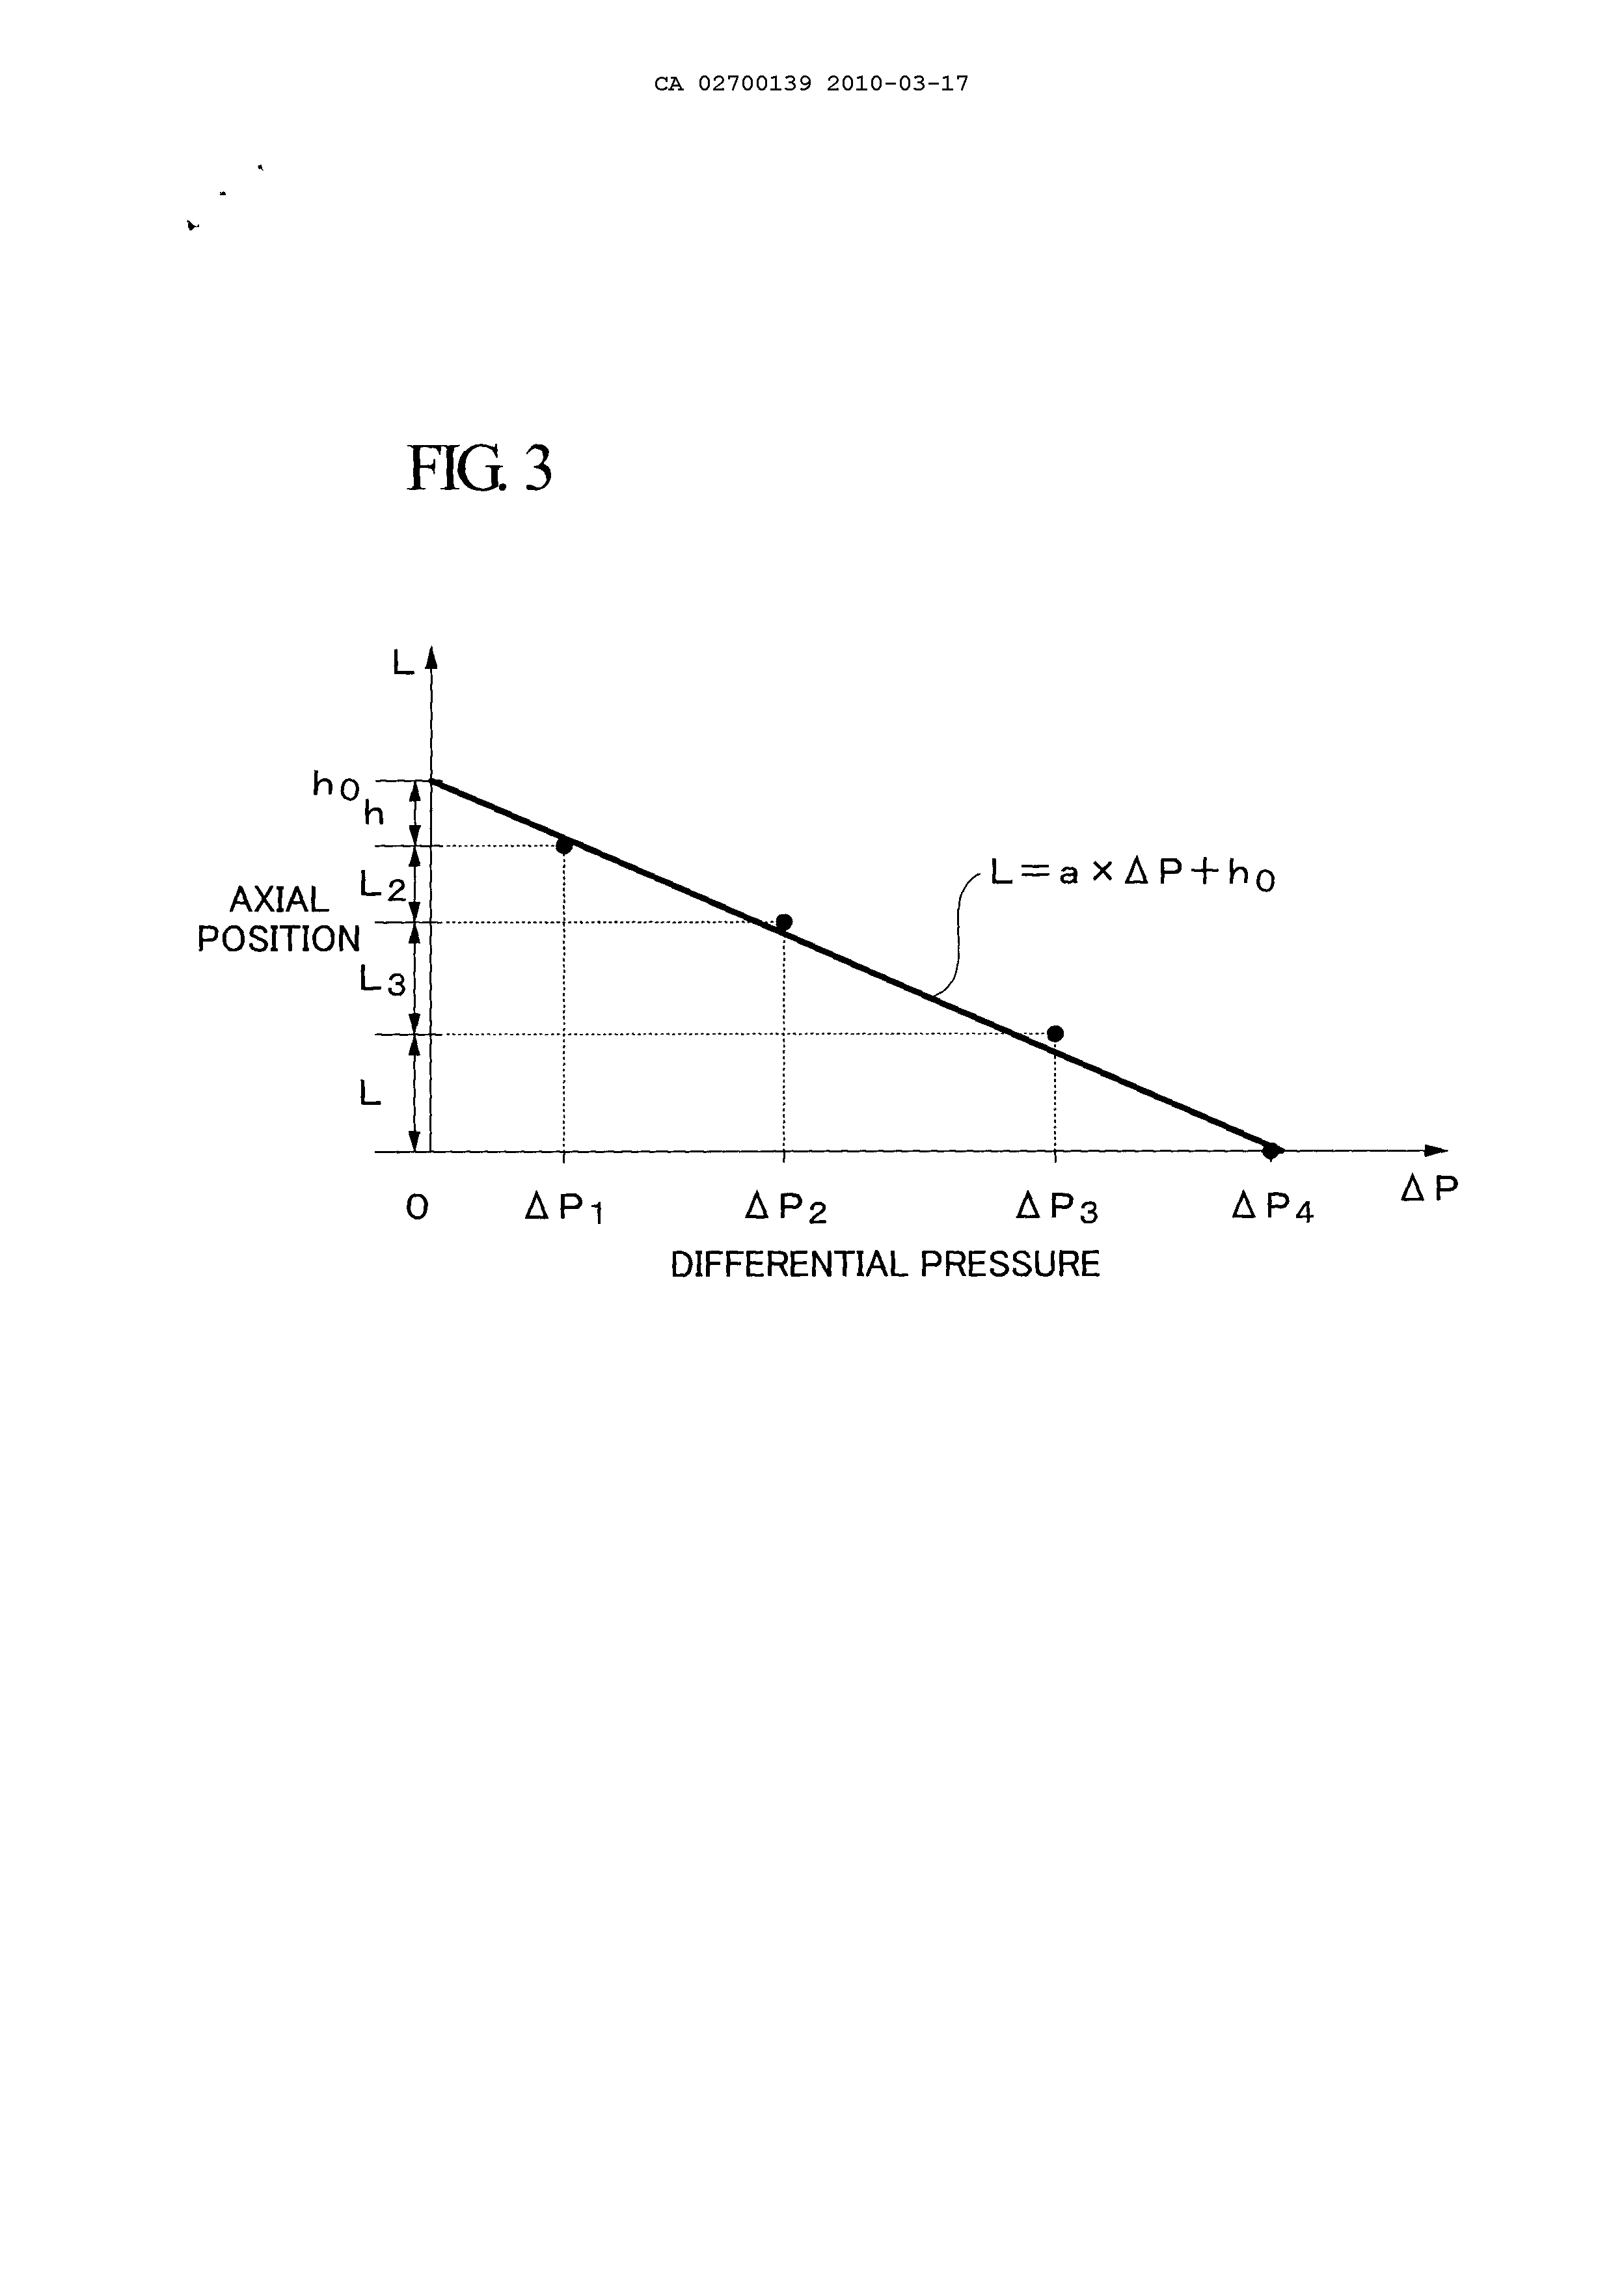 CA 02700139 2010-03-17
FIG. 3
L
h0
h
L2
AXIAL
POSITION
L3
L
L=a×ΔP+h0
0
ΔP1
ΔP2
ΔP3
ΔP4
ΔP
DIFFERENTIAL PRESSURE